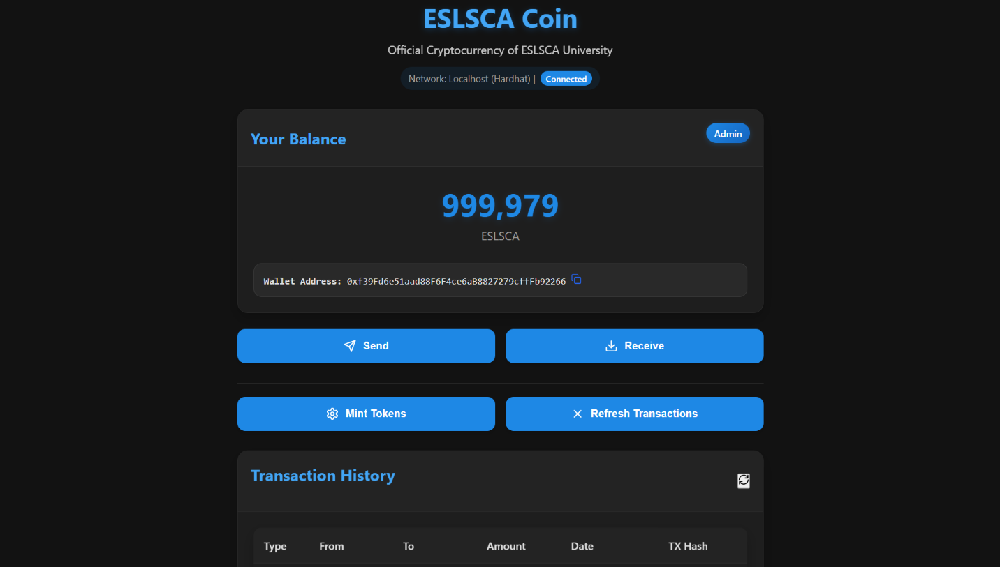 ESLSCA Coin
Official Cryptocurrency of ESLSCA University
Network: Localhost (Hardhat) | Connected
Your Balance
Admin
999,979
ESLSCA
Wallet Address: 0xf39Fd6e51aad88F6F4ce6aB8827279cffFb92266
Send
Receive
Mint Tokens
Refresh Transactions
Transaction History
Type From To Amount Date TX Hash